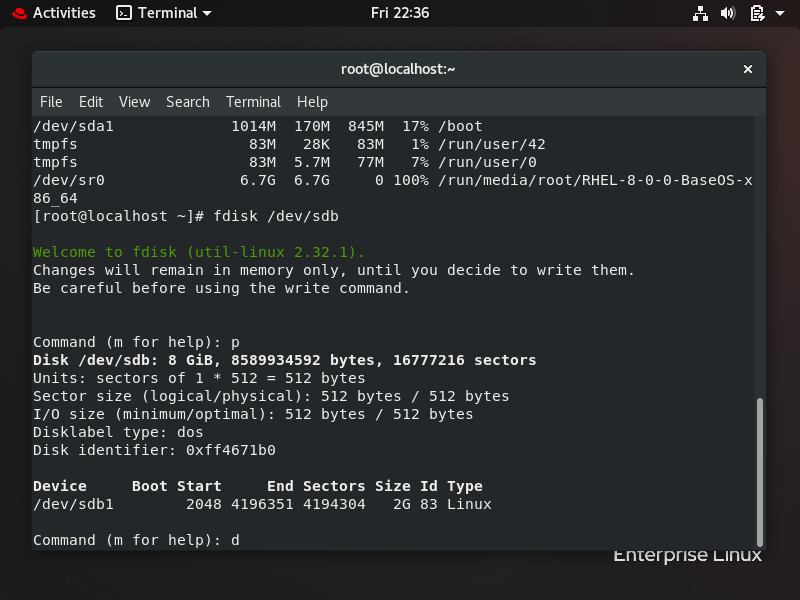 Activities Terminal Fri 22:36
root@localhost:~
File Edit View Search Terminal Help
/dev/sda1 1014M 170M 845M 17% /boot
tmpfs 83M 28K 83M 1% /run/user/42
tmpfs 83M 5.7M 77M 7% /run/user/0
/dev/sr0 6.7G 6.7G 0 100% /run/media/root/RHEL-8-0-0-BaseOS-x
86_64
[root@localhost ~]# fdisk /dev/sdb
Welcome to fdisk (util-linux 2.32.1).
Changes will remain in memory only, until you decide to write them.
Be careful before using the write command.
Command (m for help): p
Disk /dev/sdb: 8 GiB, 8589934592 bytes, 16777216 sectors
Units: sectors of 1 * 512 = 512 bytes
Sector size (logical/physical): 512 bytes / 512 bytes
I/O size (minimum/optimal): 512 bytes / 512 bytes
Disklabel type: dos
Disk identifier: 0xff4671b0
Device Boot Start End Sectors Size Id Type
/dev/sdb1 2048 4196351 4194304 2G 83 Linux
Command (m for help): d
Enterprise Linux